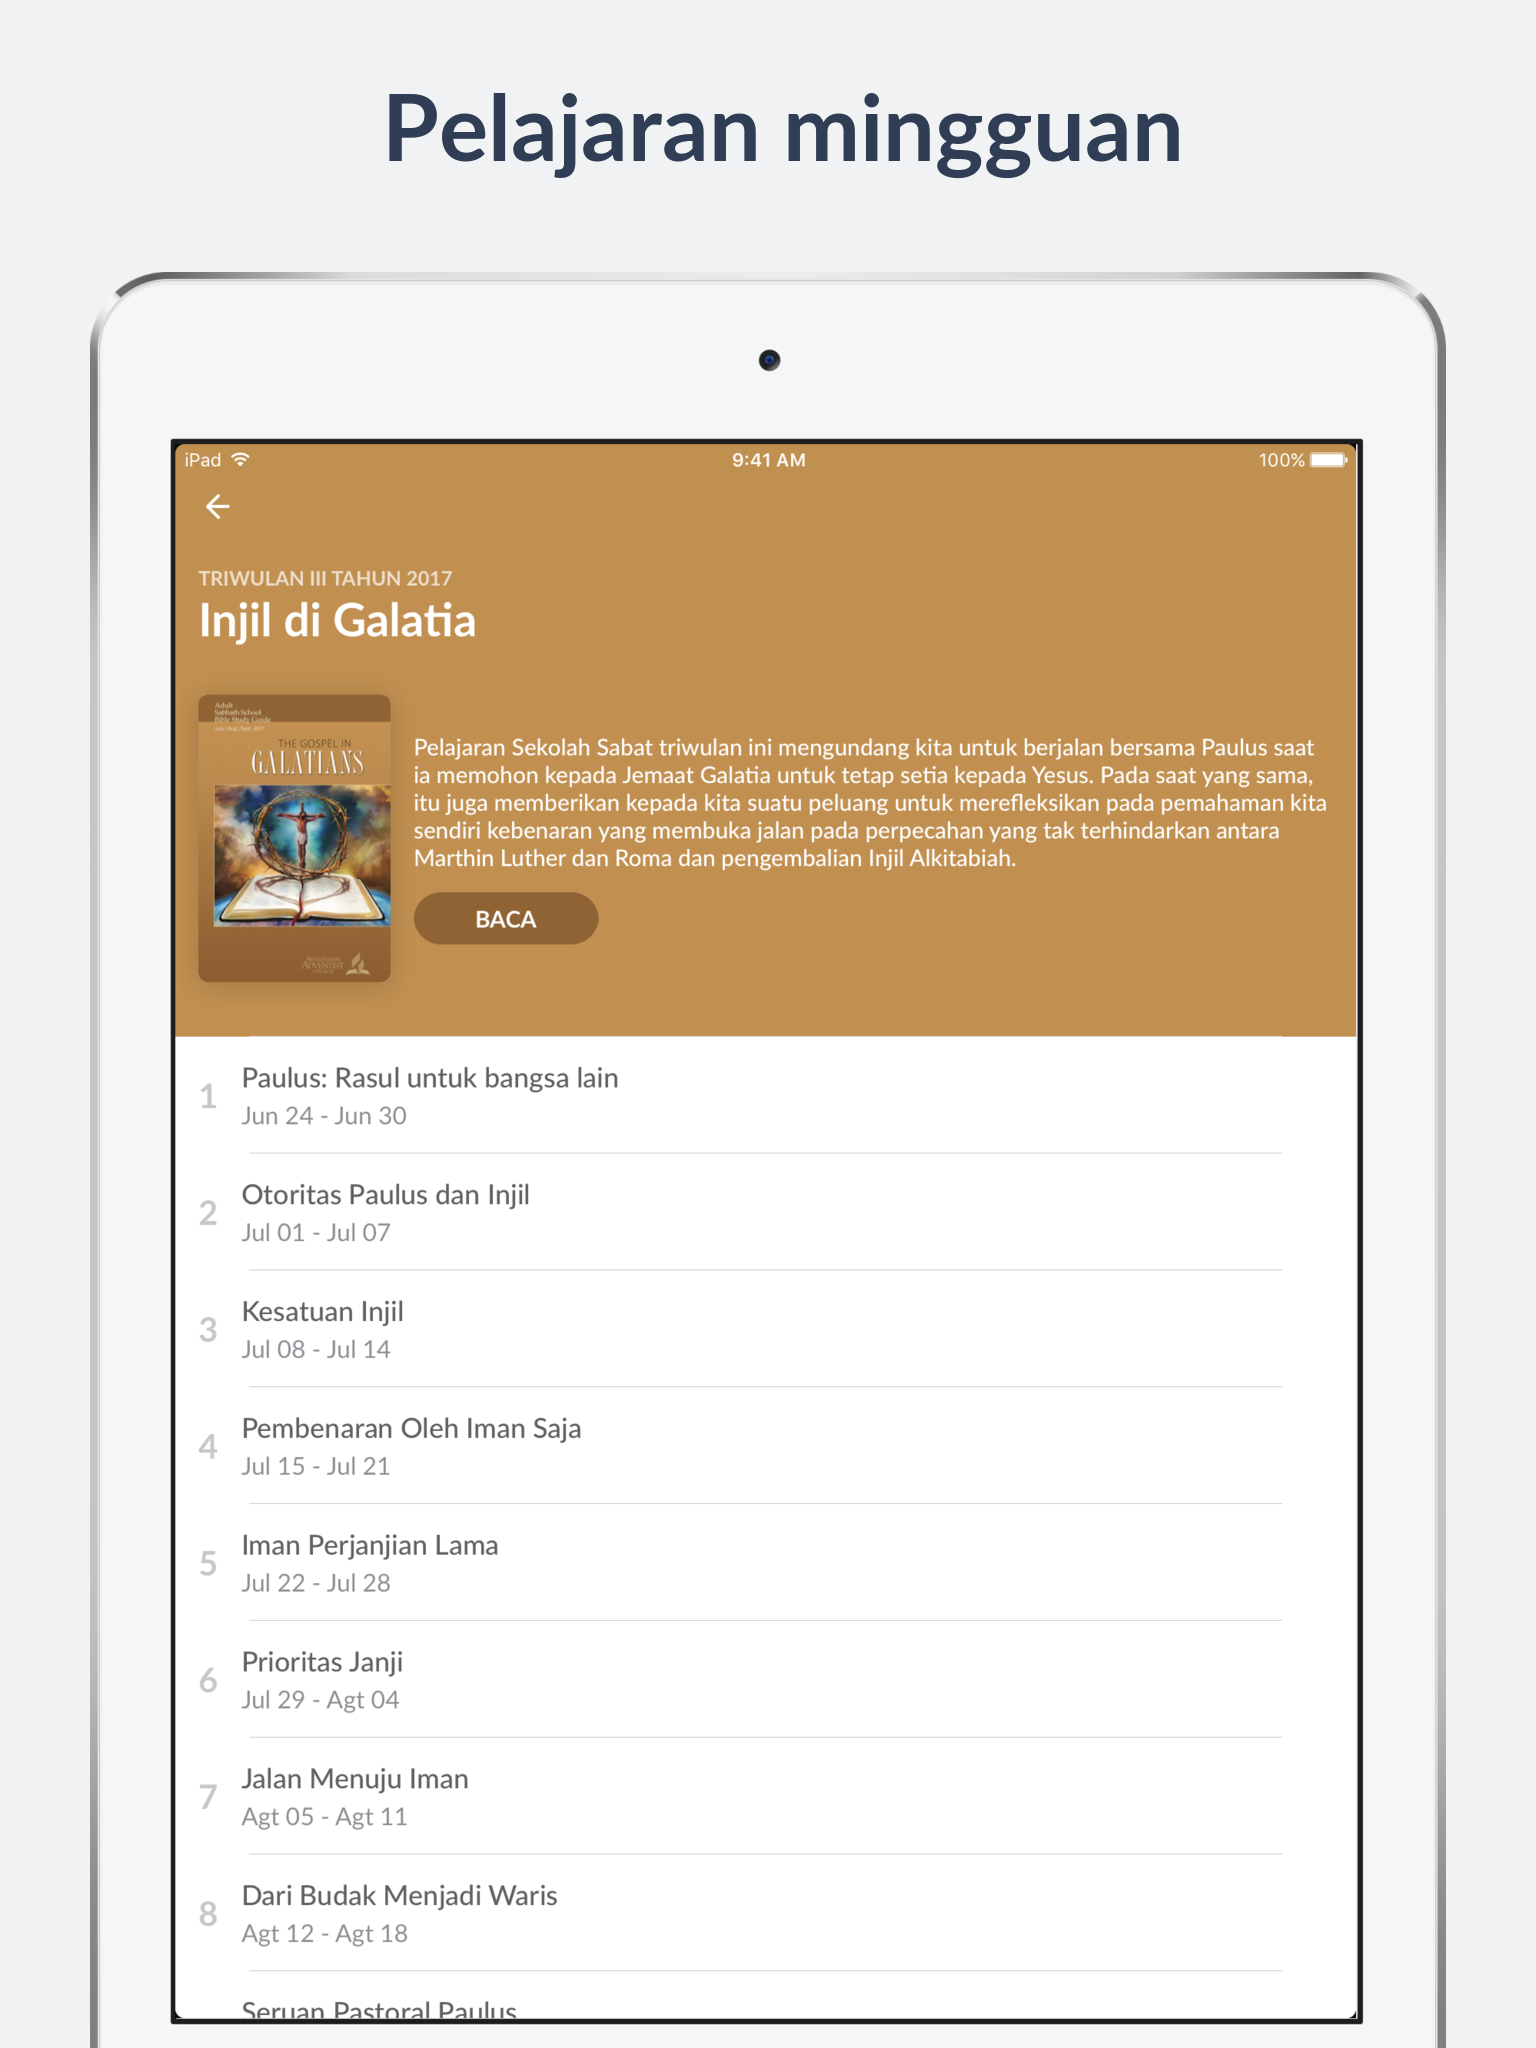 Pelajaran mingguan
iPad
9:41 AM
100%
TRIWULAN III TAHUN 2017
Injil di Galatia
Adult
Sabbath School
Bible Study Guide
July | Aug | Sept 2017
THE GOSPEL IN
GALATIANS
SEVENTH-DAY
ADVENTIST
CHURCH
Pelajaran Sekolah Sabat triwulan ini mengundang kita untuk berjalan bersama Paulus saat
ia memohon kepada Jemaat Galatia untuk tetap setia kepada Yesus. Pada saat yang sama,
itu juga memberikan kepada kita suatu peluang untuk merefleksikan pada pemahaman kita
sendiri kebenaran yang membuka jalan pada perpecahan yang tak terhindarkan antara
Marthin Luther dan Roma dan pengembalian Injil Alkitabiah.
BACA
1
Paulus: Rasul untuk bangsa lain
Jun 24 - Jun 30
2
Otoritas Paulus dan Injil
Jul 01 - Jul 07
3
Kesatuan Injil
Jul 08 - Jul 14
4
Pembenaran Oleh Iman Saja
Jul 15 - Jul 21
5
Iman Perjanjian Lama
Jul 22 - Jul 28
6
Prioritas Janji
Jul 29 - Agt 04
7
Jalan Menuju Iman
Agt 05 - Agt 11
8
Dari Budak Menjadi Waris
Agt 12 - Agt 18
Seruan Pastoral Paulus